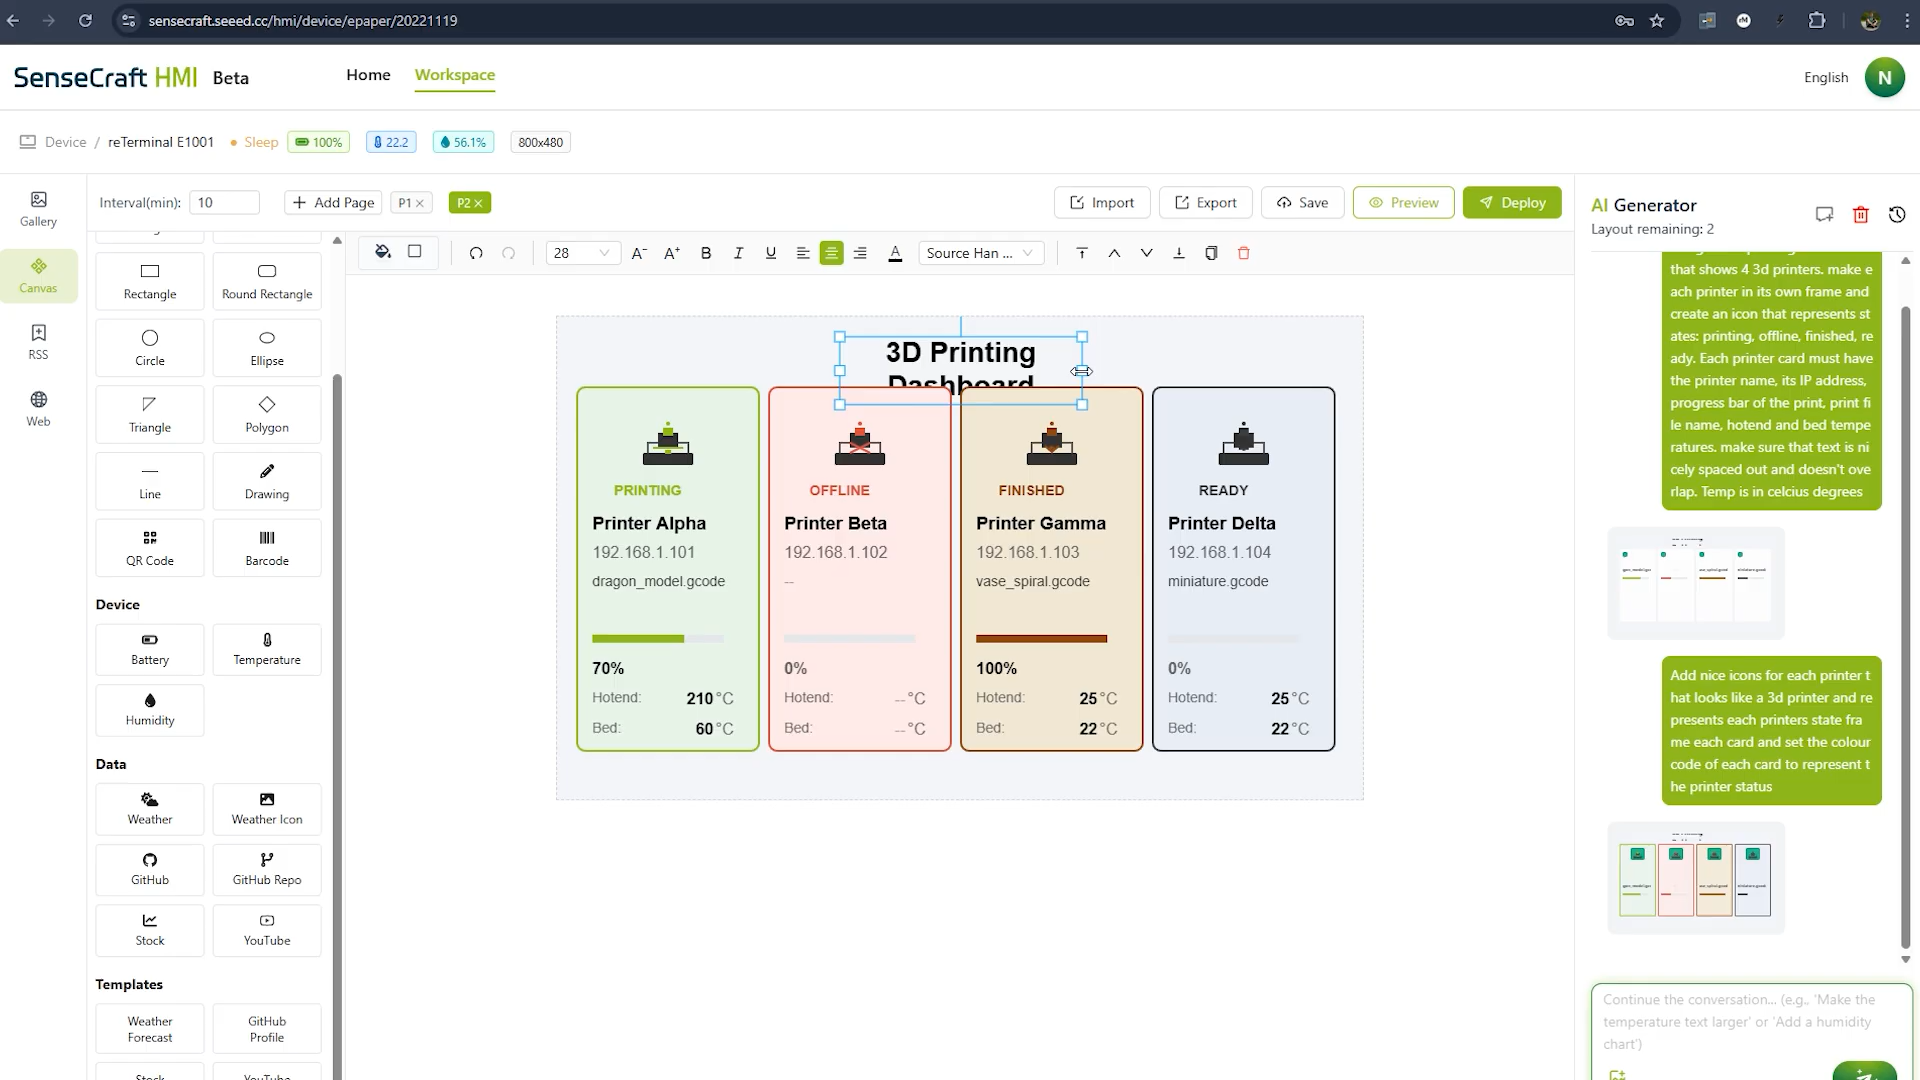 sensecraft.seeed.cc/hmi/device/epaper/20221119
SenseCraft HMI Beta
Home
Workspace
English
N
Device / reTerminal E1001
Sleep
100%
22.2
56.1%
800x480
Gallery
Canvas
RSS
Web
Interval(min):
10
Add Page
P1
P2
Import
Export
Save
Preview
Deploy
28
A-
A+
B
I
U
A
Source Han ...
Rectangle
Round Rectangle
Circle
Ellipse
Triangle
Polygon
Line
Drawing
QR Code
Barcode
Device
Battery
Temperature
Humidity
Data
Weather
Weather Icon
GitHub
GitHub Repo
Stock
YouTube
Templates
Weather
Forecast
GitHub
Profile
Stock
YouTube
3D Printing
Dashboard
PRINTING
Printer Alpha
192.168.1.101
dragon_model.gcode
70%
Hotend: 210 °C
Bed: 60 °C
OFFLINE
Printer Beta
192.168.1.102
--
0%
Hotend: -- °C
Bed: -- °C
FINISHED
Printer Gamma
192.168.1.103
vase_spiral.gcode
100%
Hotend: 25 °C
Bed: 22 °C
READY
Printer Delta
192.168.1.104
miniature.gcode
0%
Hotend: 25 °C
Bed: 22 °C
AI Generator
Layout remaining: 2
that shows 4 3d printers. make e
ach printer in its own frame and
create an icon that represents st
ates: printing, offline, finished, re
ady. Each printer card must have
the printer name, its IP address,
progress bar of the print, print fi
le name, hotend and bed tempe
ratures. make sure that text is ni
cely spaced out and doesn't ove
rlap. Temp is in celcius degrees
Add nice icons for each printer t
hat looks like a 3d printer and re
presents each printers state fra
me each card and set the colour
code of each card to represent t
he printer status
Continue the conversation... (e.g., 'Make the
temperature text larger' or 'Add a humidity
chart')